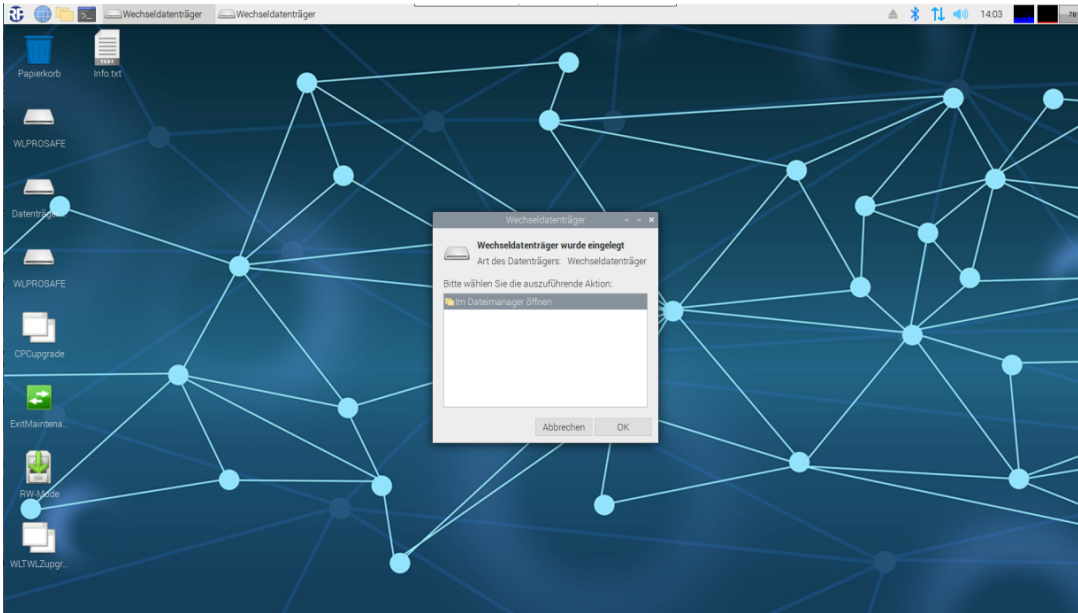 Wechseldatenträger Wechseldatenträger 14:03
Papierkorb Info.txt
WLPROSAFE
Datenträge...
WLPROSAFE
CPCupgrade
ExitMaintena...
RW-Mode
WLTWLZupgr...
Wechseldatenträger
Wechseldatenträger wurde eingelegt
Art des Datenträgers: Wechseldatenträger
Bitte wählen Sie die auszuführende Aktion:
Im Dateimanager öffnen
Abbrechen OK